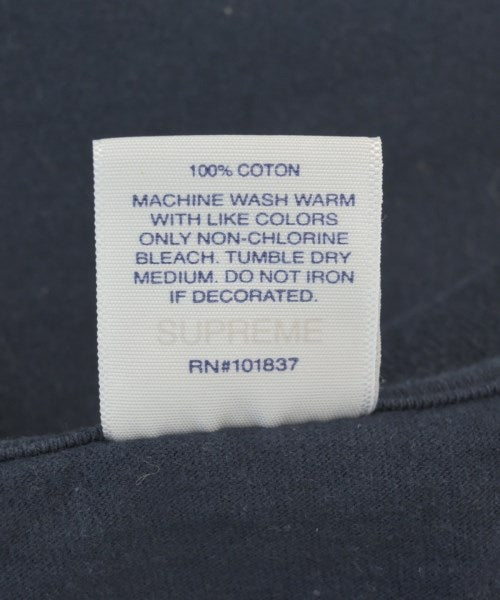 100% COTON
MACHINE WASH WARM
WITH LIKE COLORS
ONLY NON-CHLORINE
BLEACH. TUMBLE DRY
MEDIUM. DO NOT IRON
IF DECORATED.
SUPREME
RN#101837